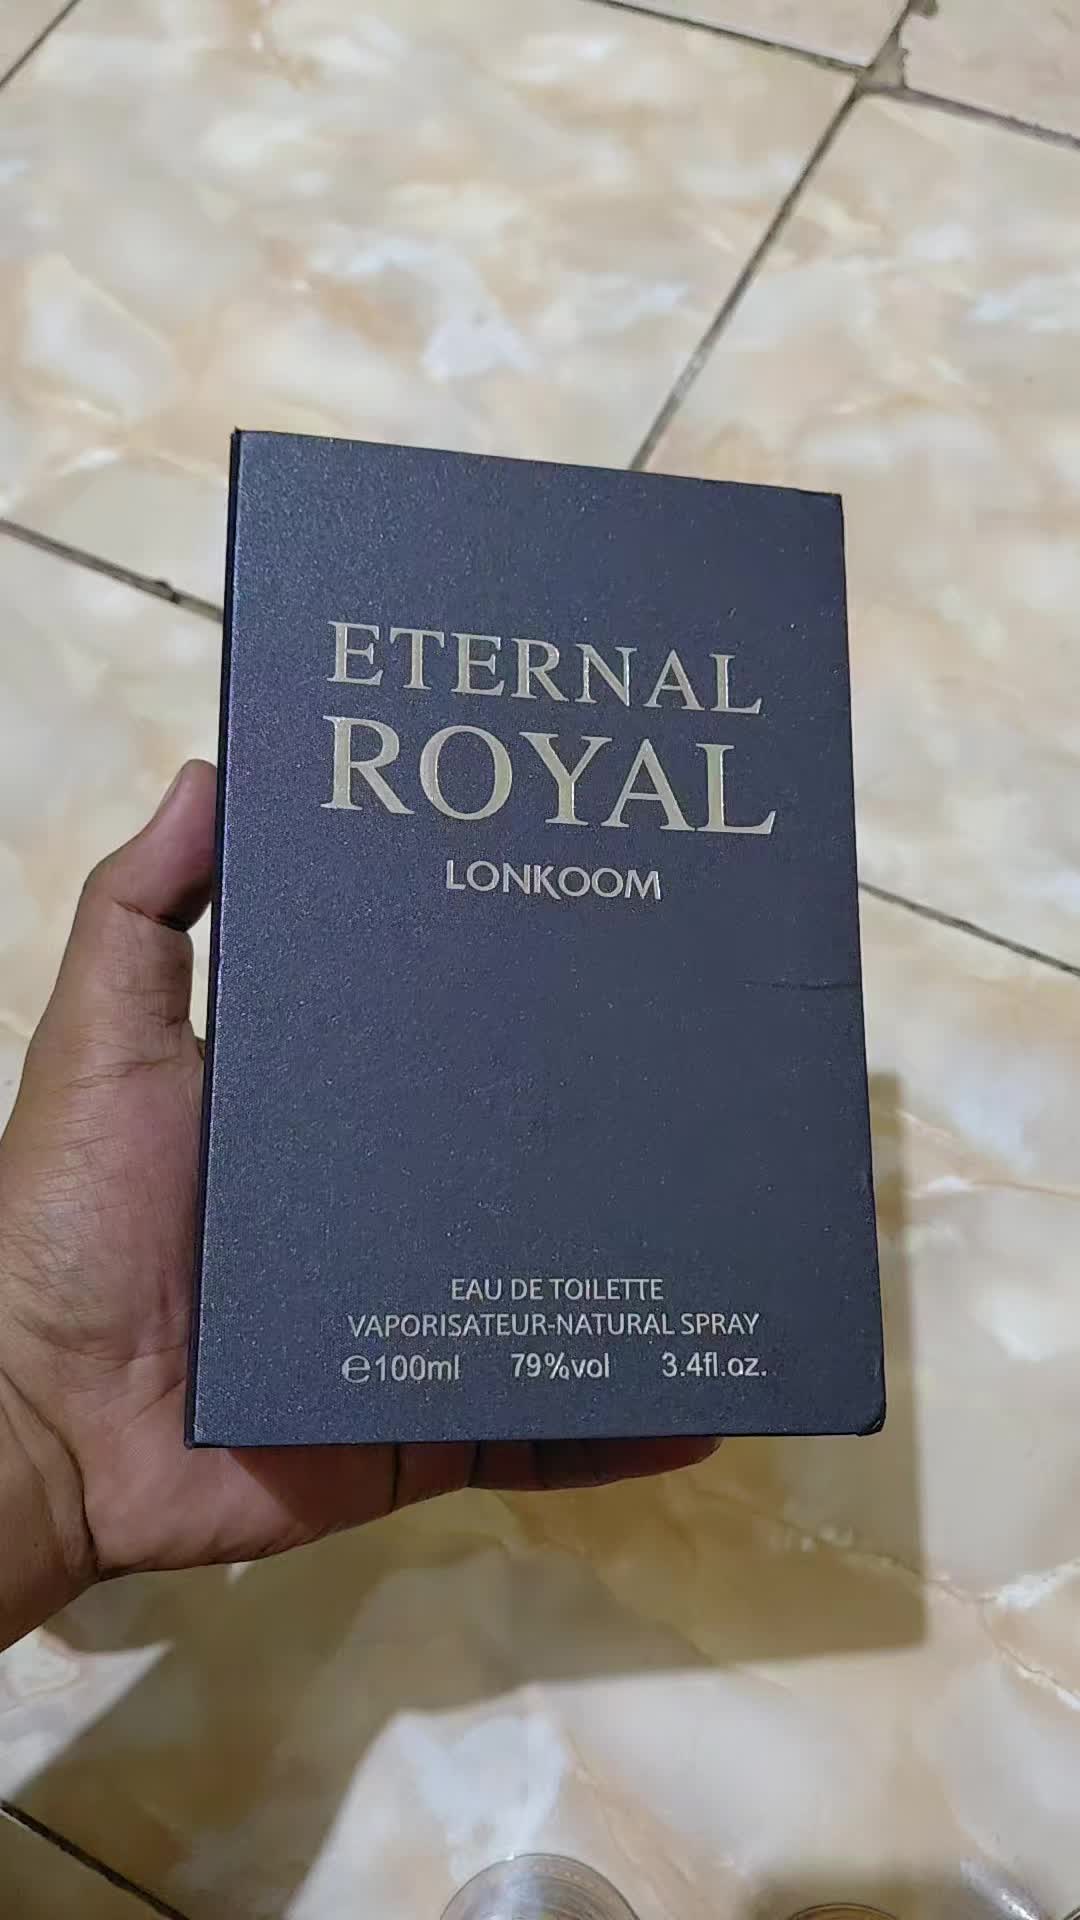 ETERNAL
ROYAL
LONKOOM
EAU DE TOILETTE
VAPORISATEUR-NATURAL SPRAY
℮100ml 79%vol 3.4fl.oz.